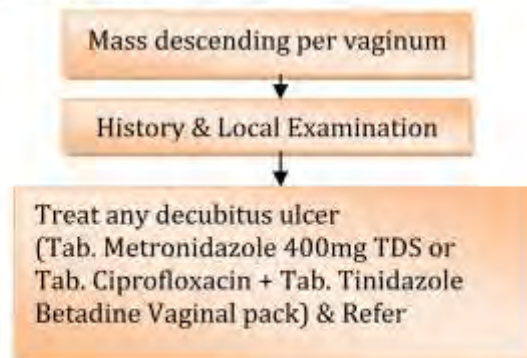 Mass descending per vaginum
History & Local Examination
Treat any decubitus ulcer
(Tab. Metronidazole 400mg TDS or
Tab. Ciprofloxacin + Tab. Tinidazole
Betadine Vaginal pack) & Refer